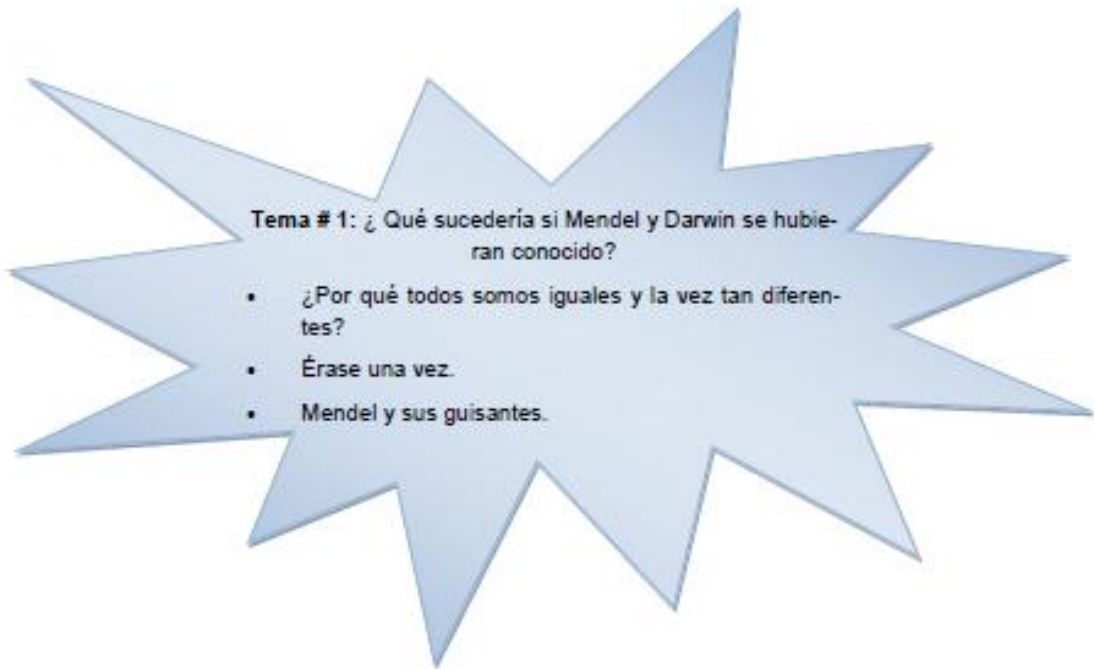 Tema # 1: ¿ Qué sucedería si Mendel y Darwin se hubie-
ran conocido?
• ¿Por qué todos somos iguales y la vez tan diferen-
tes?
• Érase una vez.
• Mendel y sus guisantes.